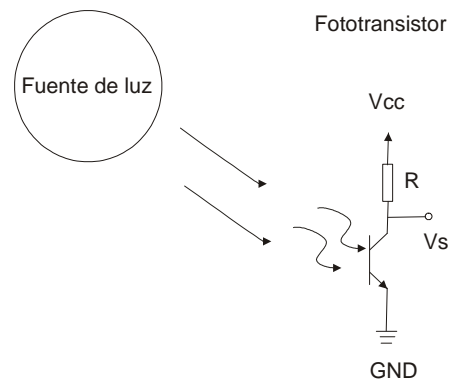 Fototransistor
Fuente de luz
Vcc
R
Vs
GND